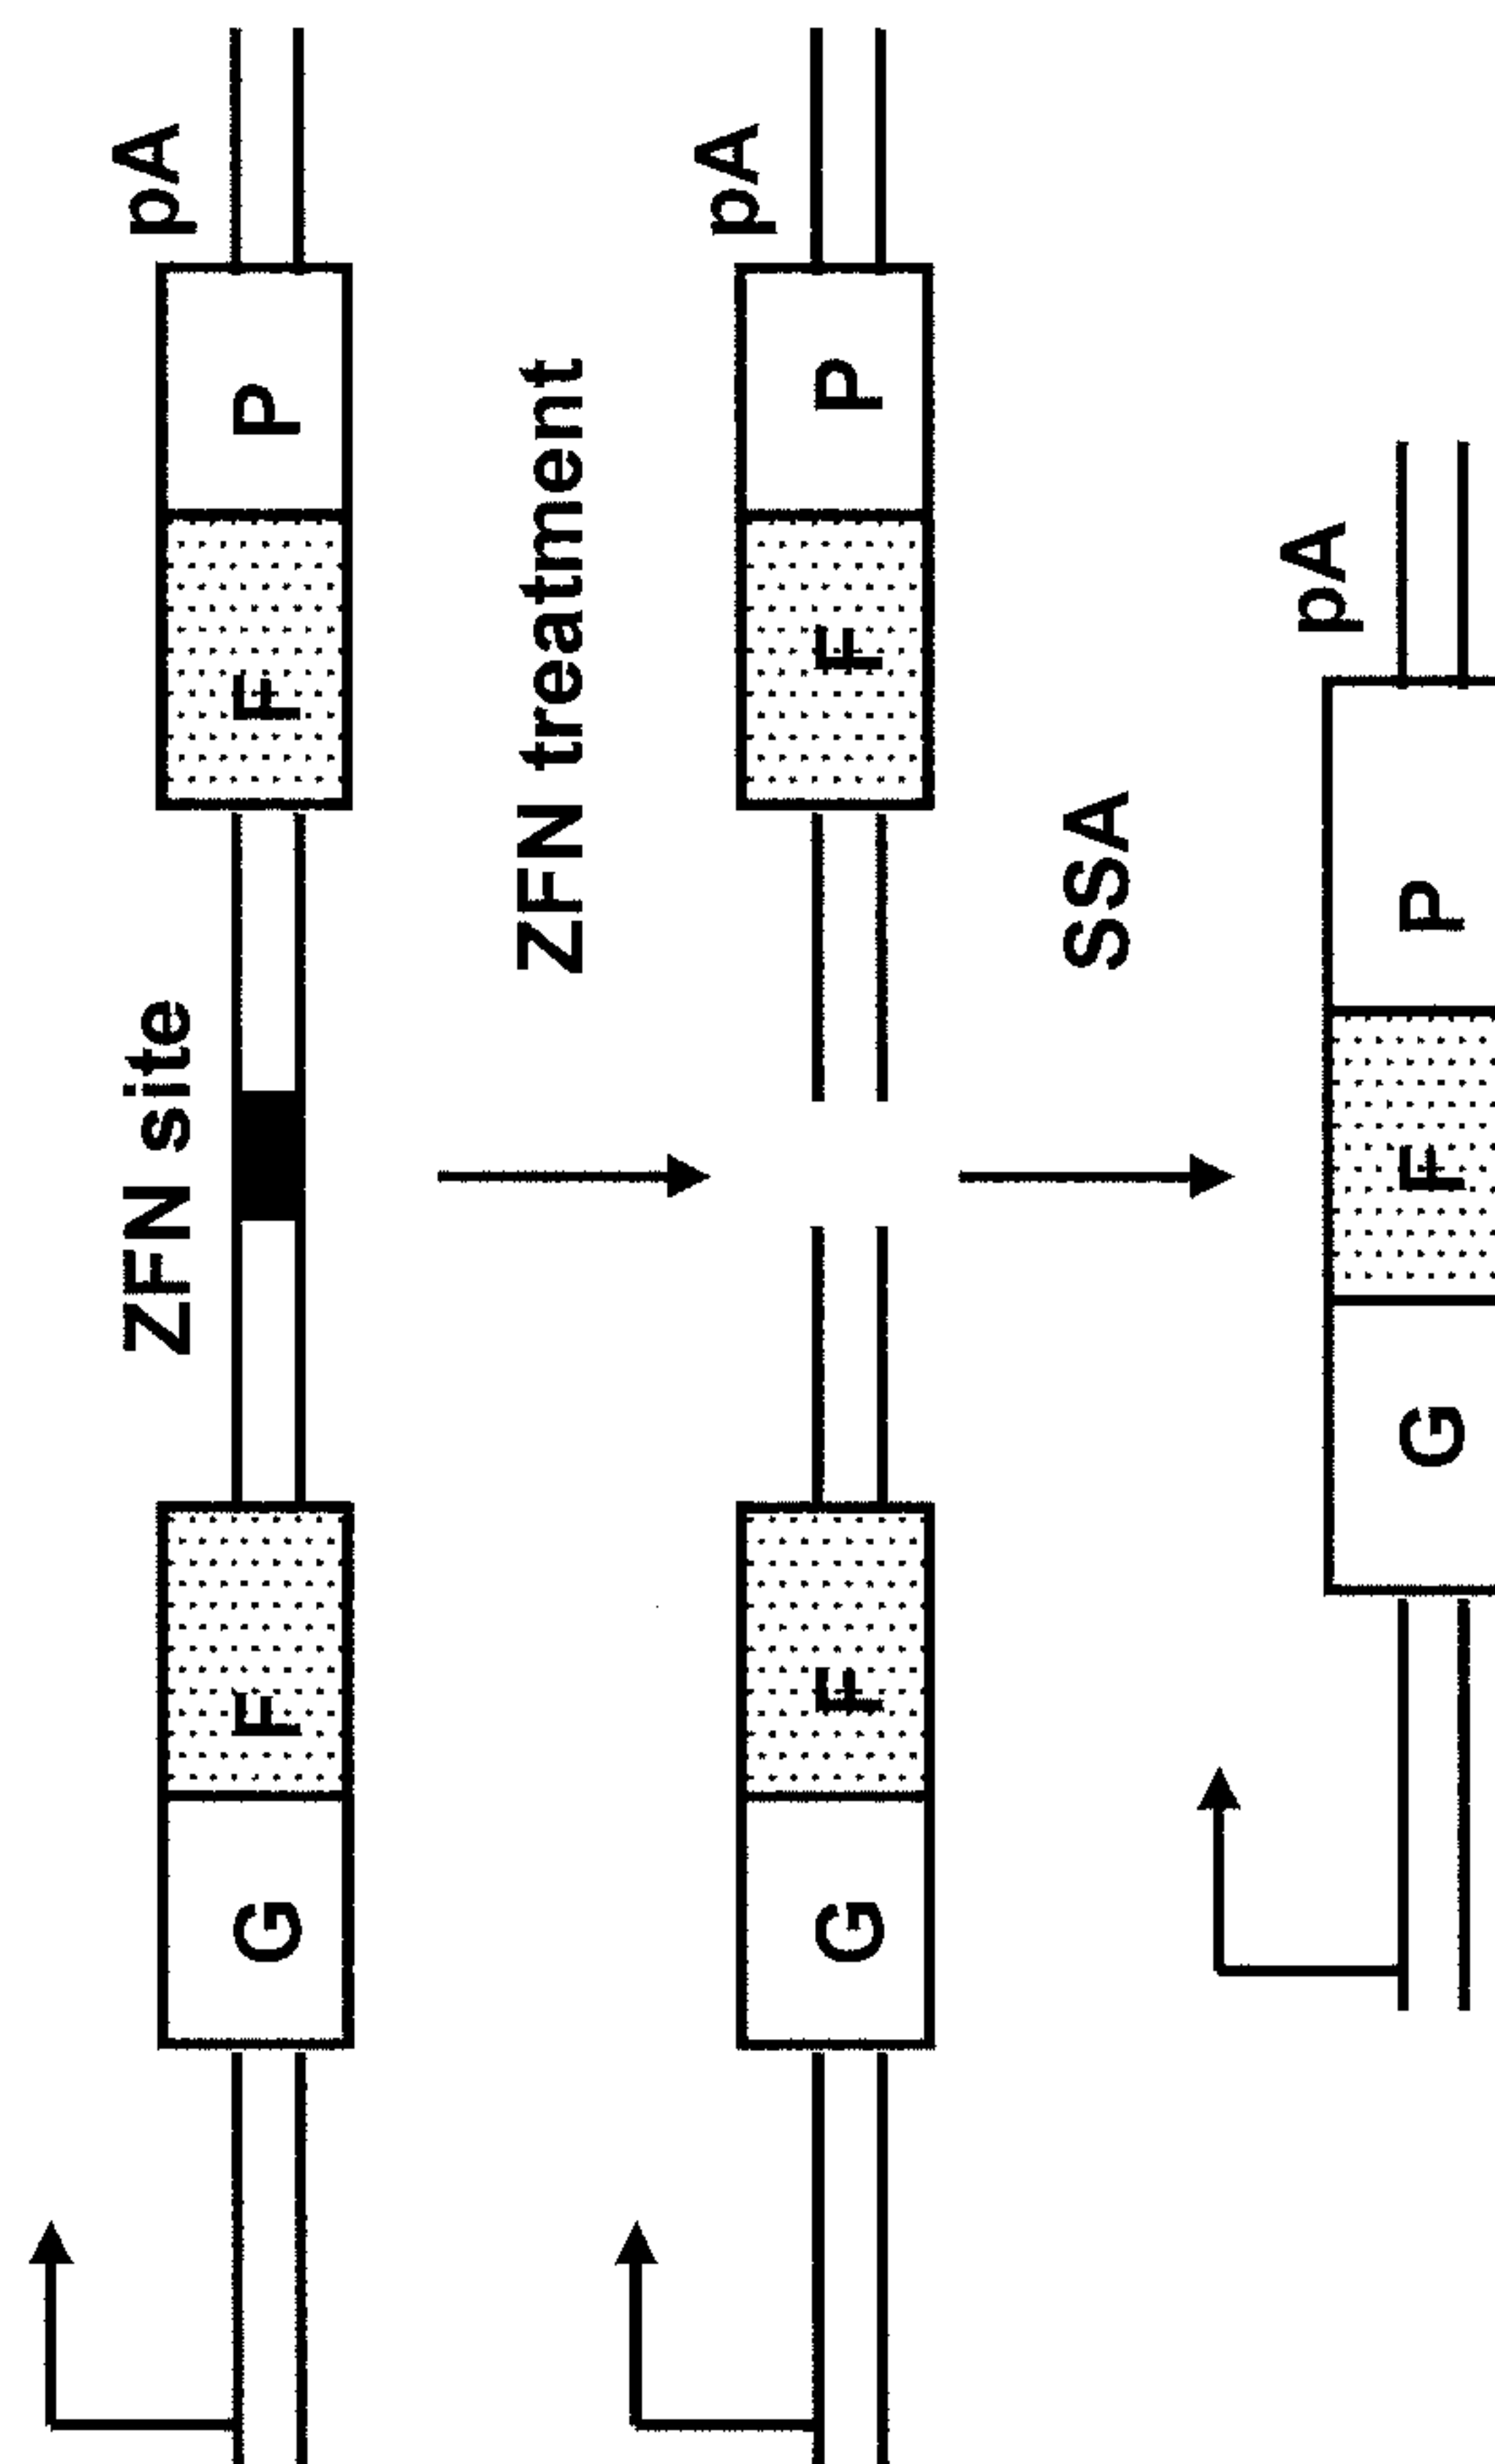 ZFN site pA
G F F P
ZFN treatment
pA
G F F P
SSA
pA
G F P